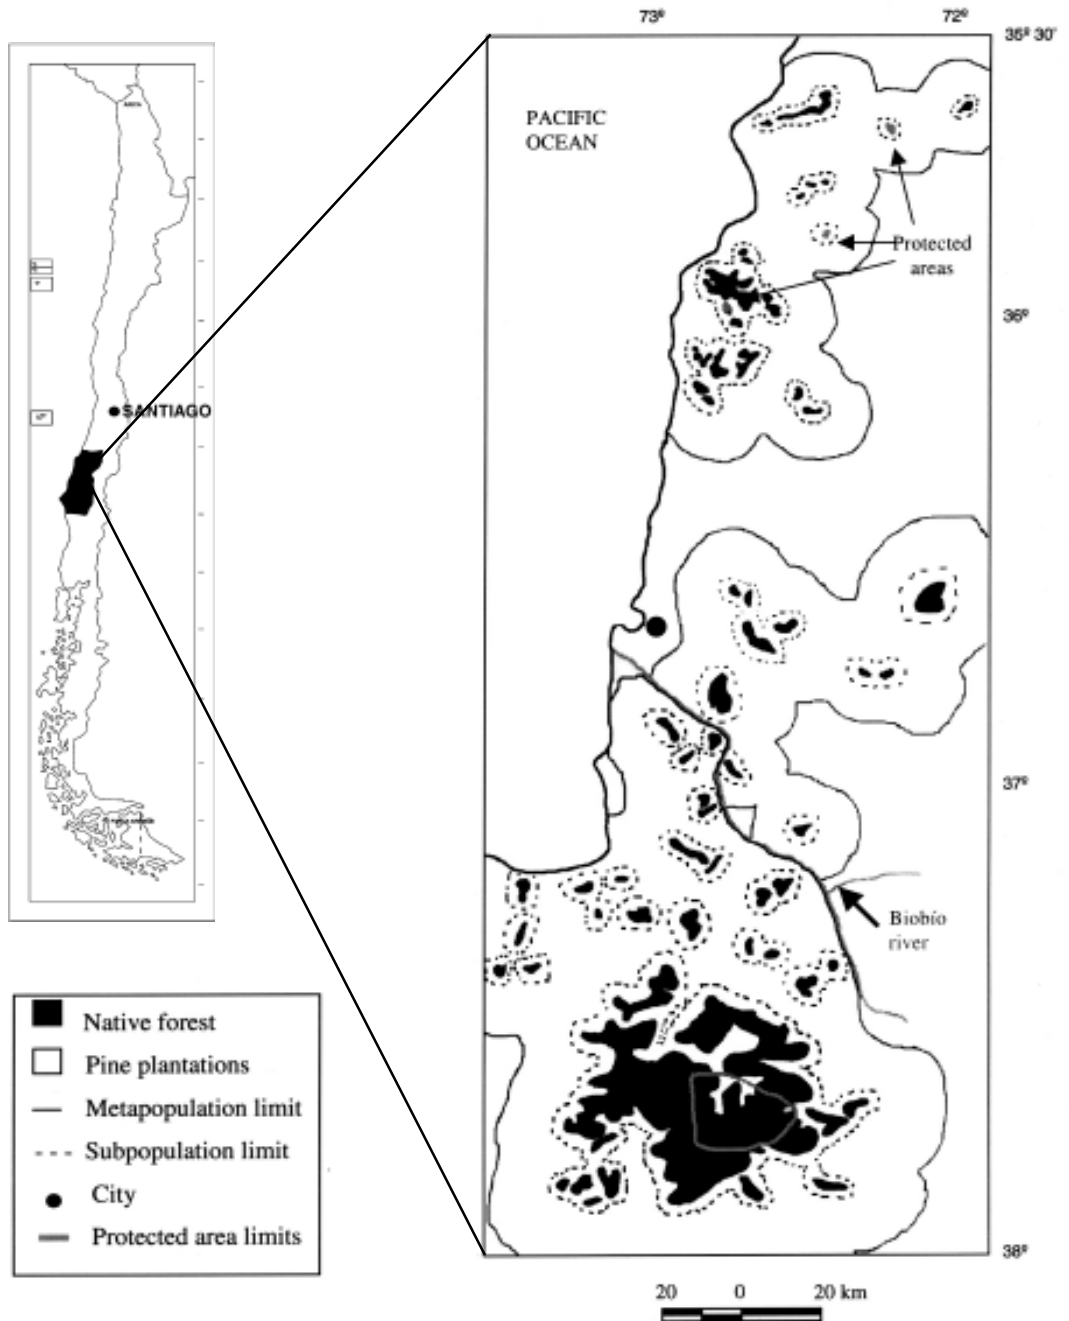 73º 72º
35º 30'
PACIFIC
OCEAN
Protected
areas
36º
SANTIAGO
37º
Biobío
river
Native forest
Pine plantations
Metapopulation limit
Subpopulation limit
City
Protected area limits
38º
20 0 20 km